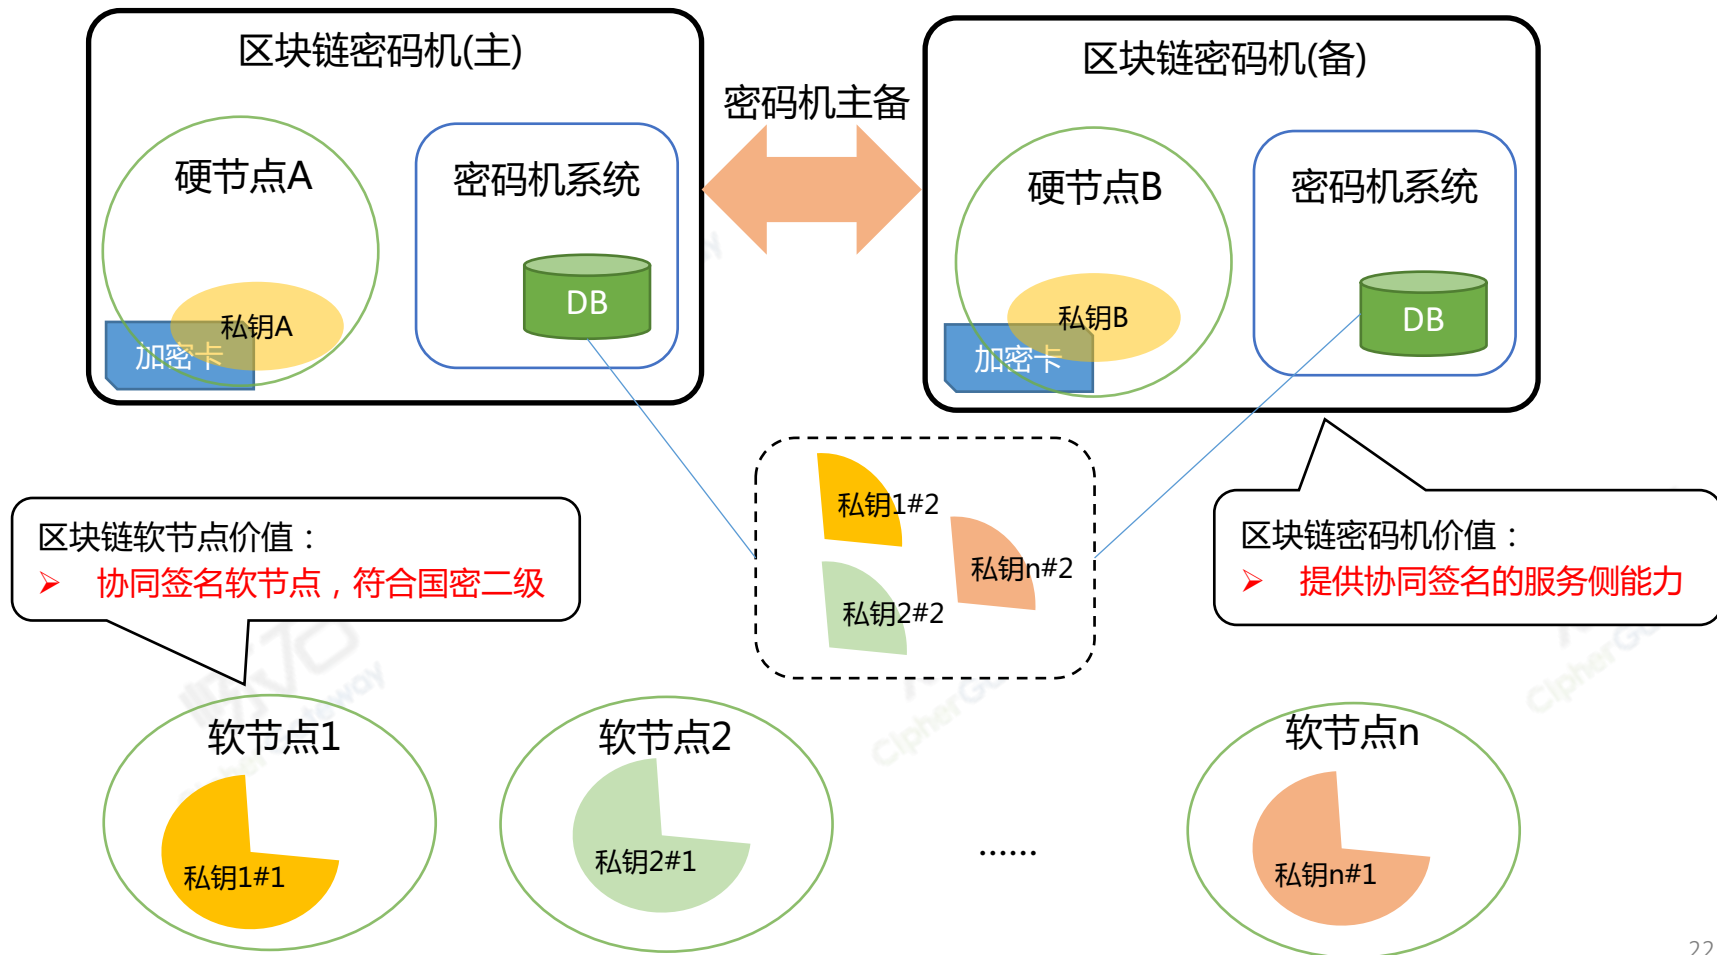 区块链密码机(主)
区块链密码机(备)
密码机主备
硬节点A
密码机系统
硬节点B
密码机系统
DB
DB
私钥A
加密卡
私钥B
加密卡
私钥1#2
私钥n#2
私钥2#2
区块链软节点价值：
➢ 协同签名软节点，符合国密二级
区块链密码机价值：
➢ 提供协同签名的服务侧能力
软节点1
软节点2
软节点n
私钥1#1
私钥2#1
……
私钥n#1
22